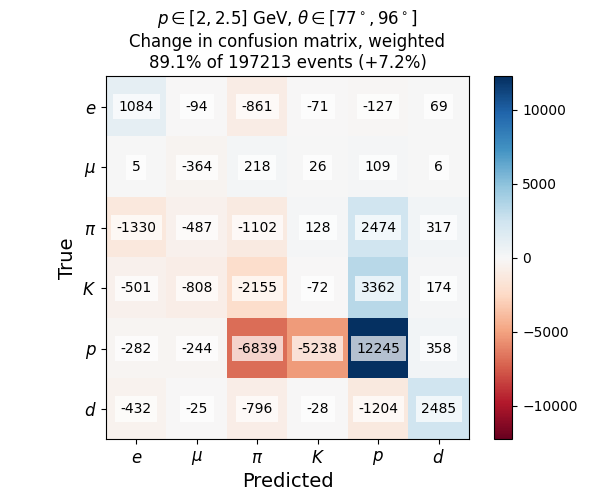 p ∈ [2, 2.5] GeV, θ ∈ [77°, 96°]
Change in confusion matrix, weighted
89.1% of 197213 events (+7.2%)
True
e 1084 -94 -861 -71 -127 69
μ 5 -364 218 26 109 6
π -1330 -487 -1102 128 2474 317
K -501 -808 -2155 -72 3362 174
p -282 -244 -6839 -5238 12245 358
d -432 -25 -796 -28 -1204 2485
e μ π K p d
Predicted
10000
5000
0
−5000
−10000